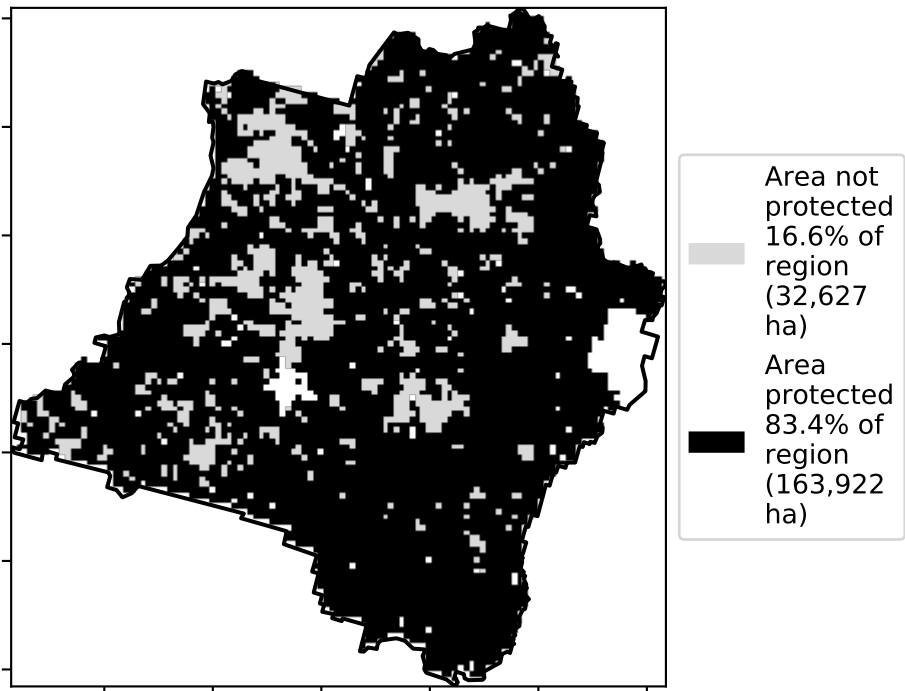 Area not
protected
16.6% of
region
(32,627
ha)
Area
protected
83.4% of
region
(163,922
ha)